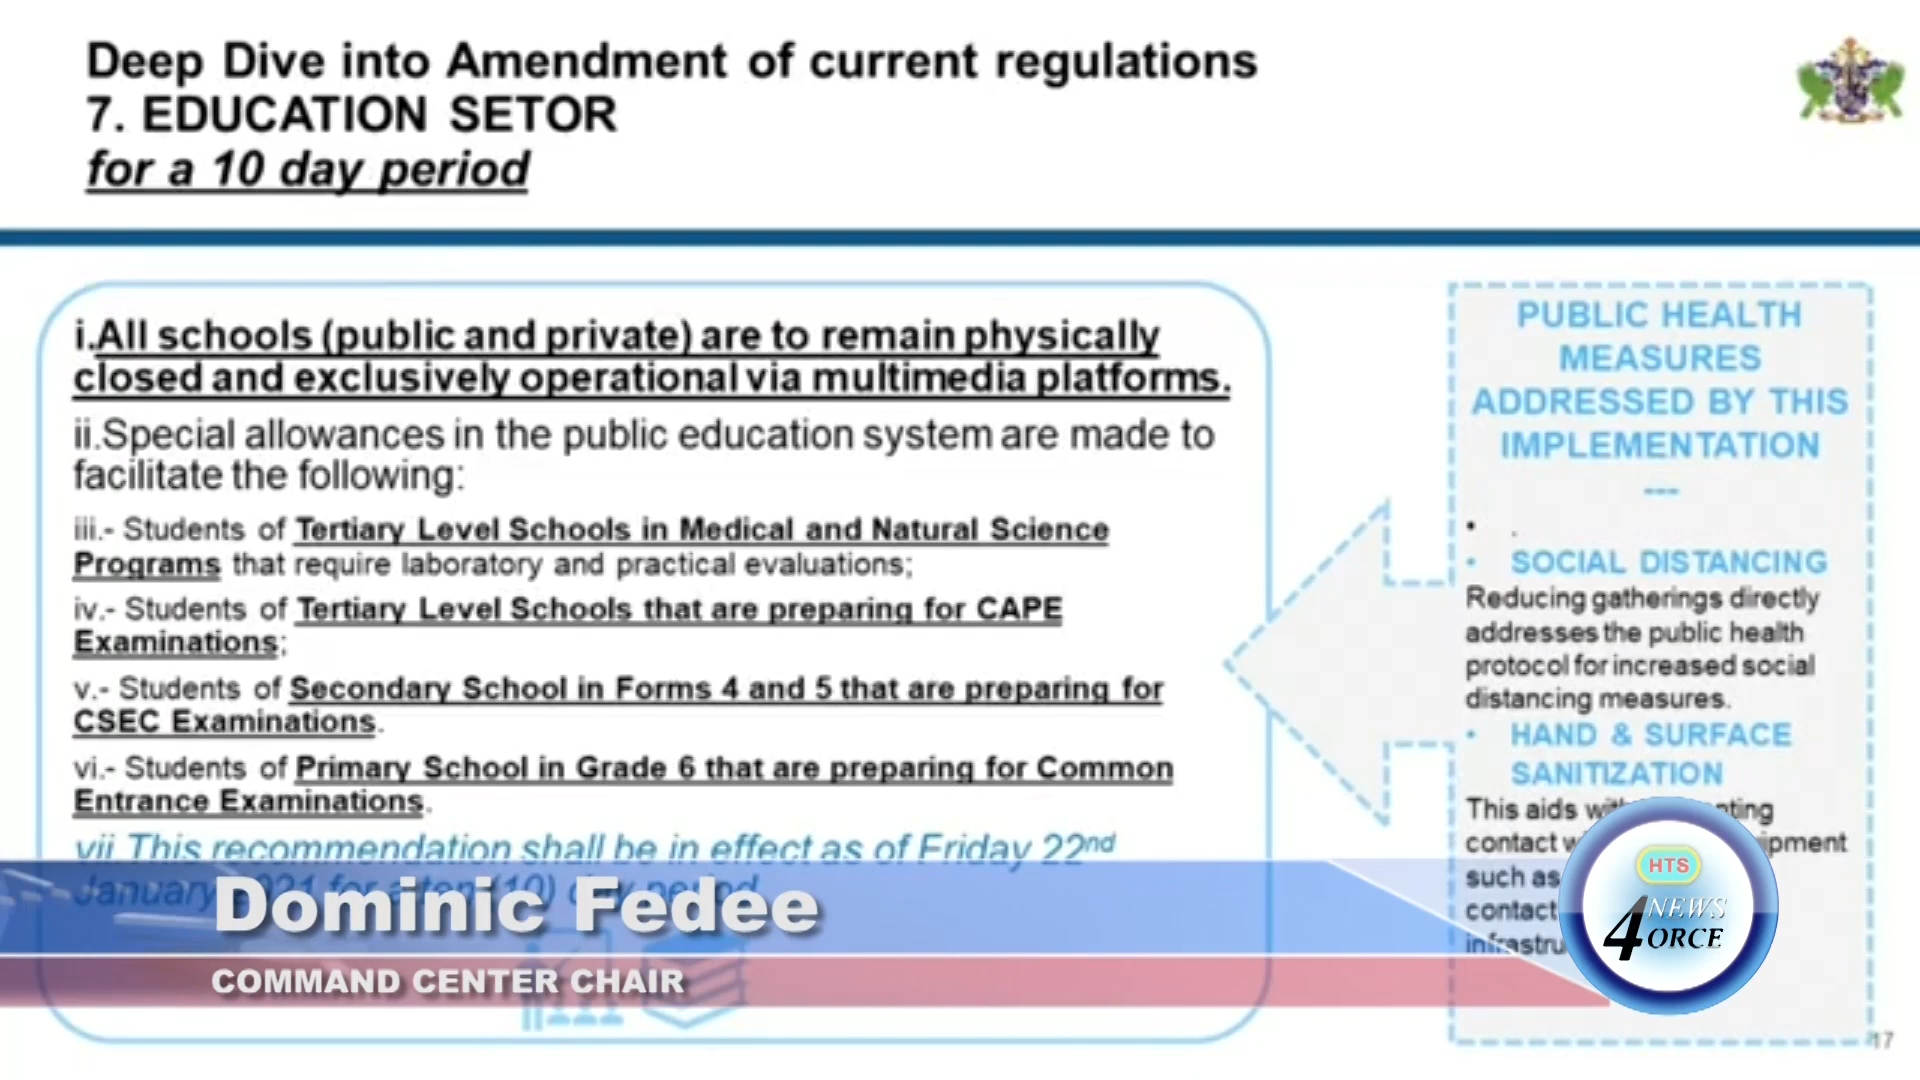 Deep Dive into Amendment of current regulations
7. EDUCATION SETOR
for a 10 day period
i.All schools (public and private) are to remain physically
closed and exclusively operational via multimedia platforms.
ii.Special allowances in the public education system are made to
facilitate the following:
iii.- Students of Tertiary Level Schools in Medical and Natural Science
Programs that require laboratory and practical evaluations;
iv.- Students of Tertiary Level Schools that are preparing for CAPE
Examinations;
v.- Students of Secondary School in Forms 4 and 5 that are preparing for
CSEC Examinations.
vi.- Students of Primary School in Grade 6 that are preparing for Common
Entrance Examinations.
vii.This recommendation shall be in effect as of Friday 22nd
January 2021 for a ten (10) day period.
PUBLIC HEALTH
MEASURES
ADDRESSED BY THIS
IMPLEMENTATION
---
• .
• SOCIAL DISTANCING
Reducing gatherings directly
addresses the public health
protocol for increased social
distancing measures.
• HAND & SURFACE
SANITIZATION
This aids
contact
such as
contact
Dominic Fedee
COMMAND CENTER CHAIR
HTS
NEWS
4ORCE
17